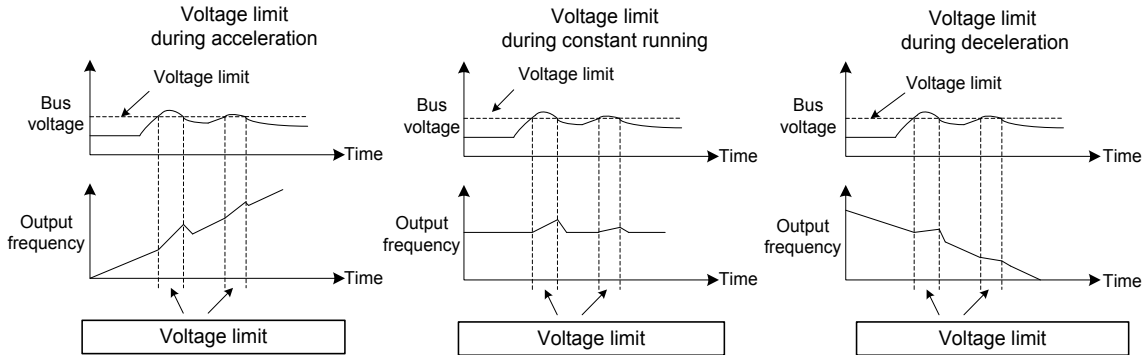 Voltage limit
during acceleration
Voltage limit
Bus
voltage
Time
Output
frequency
Time
Voltage limit
Voltage limit
during constant running
Voltage limit
Bus
voltage
Time
Output
frequency
Time
Voltage limit
Voltage limit
during deceleration
Voltage limit
Bus
voltage
Time
Output
frequency
Time
Voltage limit